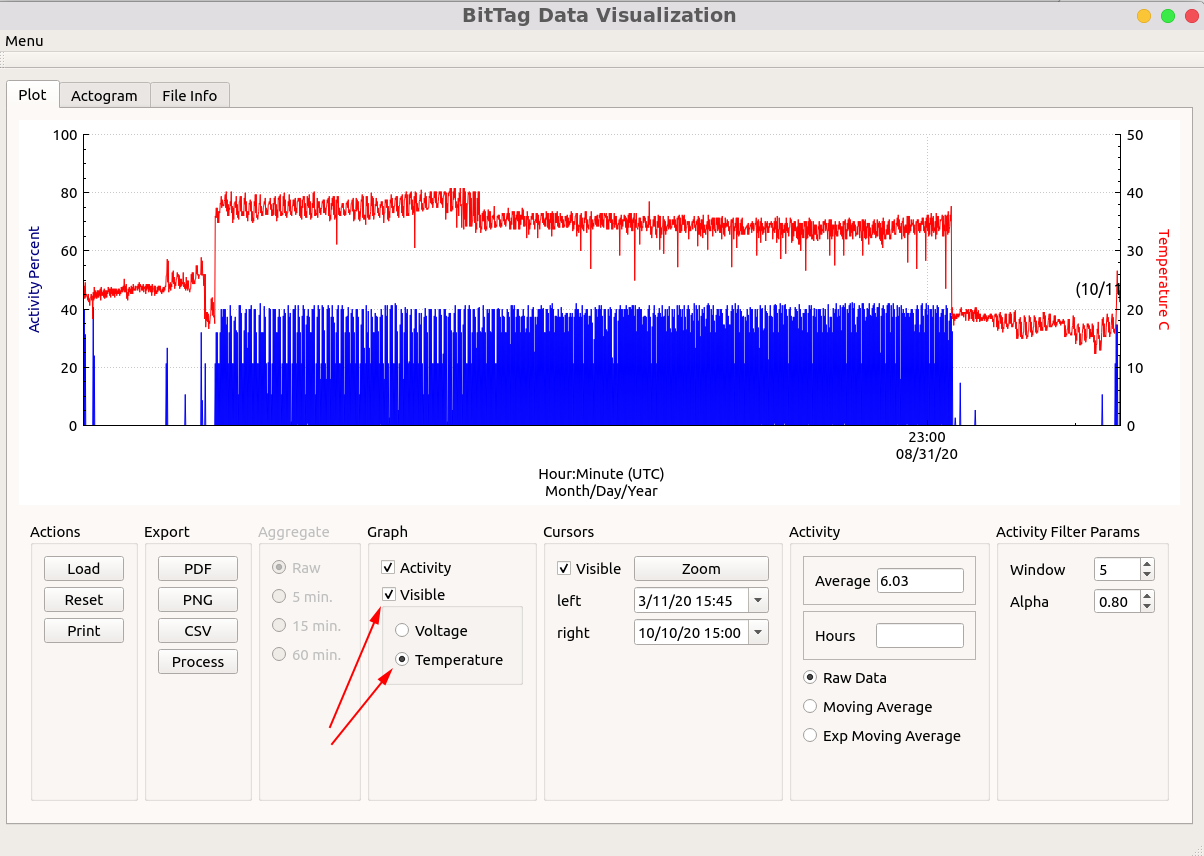 BitTag Data Visualization
Menu
Plot
Actogram
File Info
100
80
60
40
20
0
Activity Percent
50
40
30
20
10
0
Temperature C
(10/11
23:00
08/31/20
Hour:Minute (UTC)
Month/Day/Year
Actions
Load
Reset
Print
Export
PDF
PNG
CSV
Process
Aggregate
Raw
5 min.
15 min.
60 min.
Graph
Activity
Visible
Voltage
Temperature
Cursors
Visible
Zoom
left
3/11/20 15:45
right
10/10/20 15:00
Activity
Average
6.03
Hours
Raw Data
Moving Average
Exp Moving Average
Activity Filter Params
Window
5
Alpha
0.80